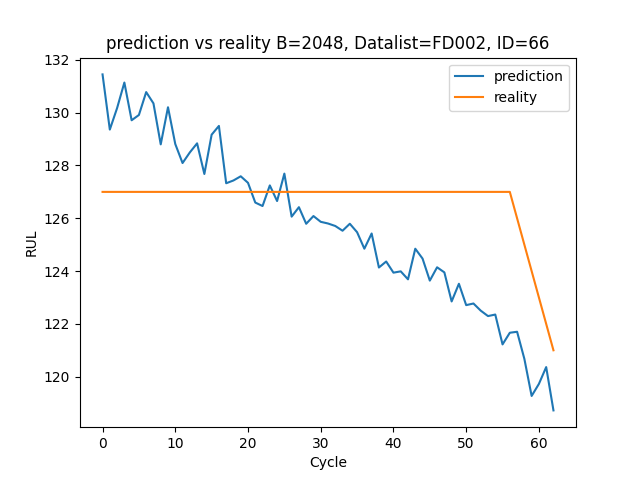 prediction vs reality B=2048, Datalist=FD002, ID=66
prediction
reality
132
130
128
126
124
122
120
RUL
0 10 20 30 40 50 60
Cycle